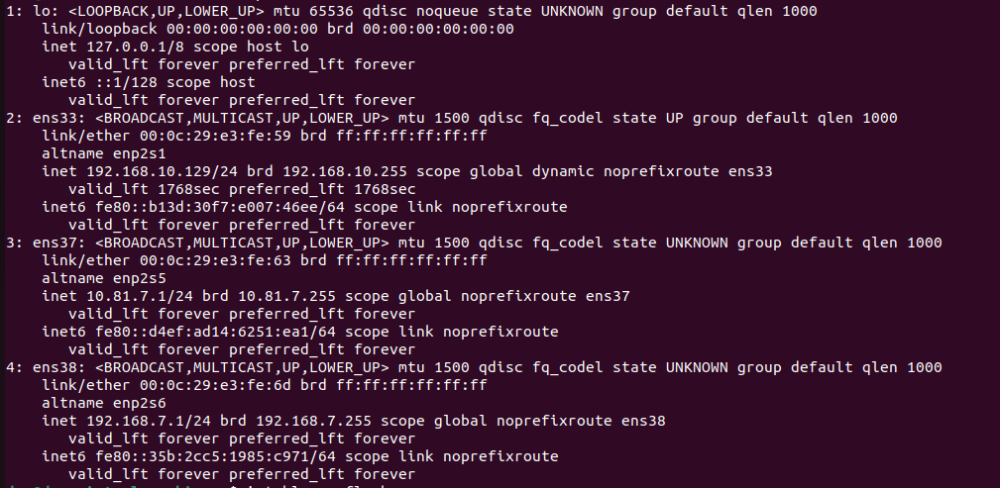 1: lo: <LOOPBACK,UP,LOWER_UP> mtu 65536 qdisc noqueue state UNKNOWN group default qlen 1000
link/loopback 00:00:00:00:00:00 brd 00:00:00:00:00:00
inet 127.0.0.1/8 scope host lo
valid_lft forever preferred_lft forever
inet6 ::1/128 scope host
valid_lft forever preferred_lft forever
2: ens33: <BROADCAST,MULTICAST,UP,LOWER_UP> mtu 1500 qdisc fq_codel state UP group default qlen 1000
link/ether 00:0c:29:e3:fe:59 brd ff:ff:ff:ff:ff:ff
altname enp2s1
inet 192.168.10.129/24 brd 192.168.10.255 scope global dynamic noprefixroute ens33
valid_lft 1768sec preferred_lft 1768sec
inet6 fe80::b13d:30f7:e007:46ee/64 scope link noprefixroute
valid_lft forever preferred_lft forever
3: ens37: <BROADCAST,MULTICAST,UP,LOWER_UP> mtu 1500 qdisc fq_codel state UNKNOWN group default qlen 1000
link/ether 00:0c:29:e3:fe:63 brd ff:ff:ff:ff:ff:ff
altname enp2s5
inet 10.81.7.1/24 brd 10.81.7.255 scope global noprefixroute ens37
valid_lft forever preferred_lft forever
inet6 fe80::d4ef:ad14:6251:ea1/64 scope link noprefixroute
valid_lft forever preferred_lft forever
4: ens38: <BROADCAST,MULTICAST,UP,LOWER_UP> mtu 1500 qdisc fq_codel state UNKNOWN group default qlen 1000
link/ether 00:0c:29:e3:fe:6d brd ff:ff:ff:ff:ff:ff
altname enp2s6
inet 192.168.7.1/24 brd 192.168.7.255 scope global noprefixroute ens38
valid_lft forever preferred_lft forever
inet6 fe80::35b:2cc5:1985:c971/64 scope link noprefixroute
valid_lft forever preferred_lft forever